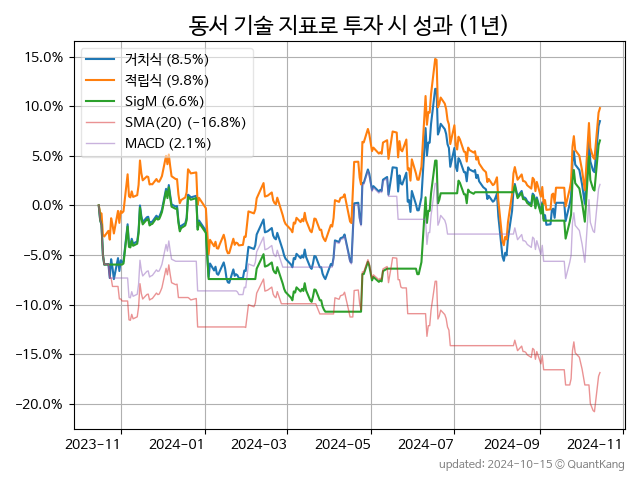 동서 기술 지표로 투자 시 성과 (1년)
거치식 (8.5%)
적립식 (9.8%)
SigM (6.6%)
SMA(20) (−16.8%)
MACD (2.1%)
15.0%
10.0%
5.0%
0.0%
−5.0%
−10.0%
−15.0%
−20.0%
2023-11 2024-01 2024-03 2024-05 2024-07 2024-09 2024-11
updated: 2024-10-15 © QuantKang